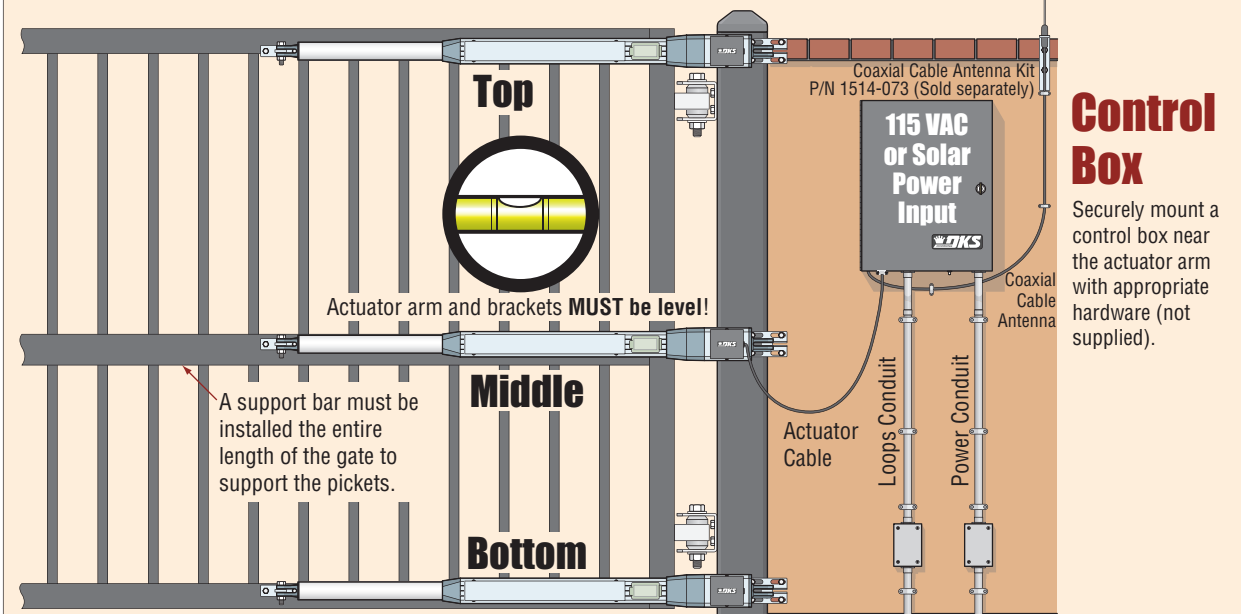 Top
Coaxial Cable Antenna Kit
P/N 1514-073 (Sold separately)
115 VAC
or Solar
Power
Input
DKS
Control
Box
Securely mount a
control box near
the actuator arm
with appropriate
hardware (not
supplied).
Coaxial
Cable
Antenna
Actuator arm and brackets MUST be level!
DKS
DKS
Middle
A support bar must be
installed the entire
length of the gate to
support the pickets.
Actuator
Cable
Loops Conduit
Power Conduit
Bottom
DKS